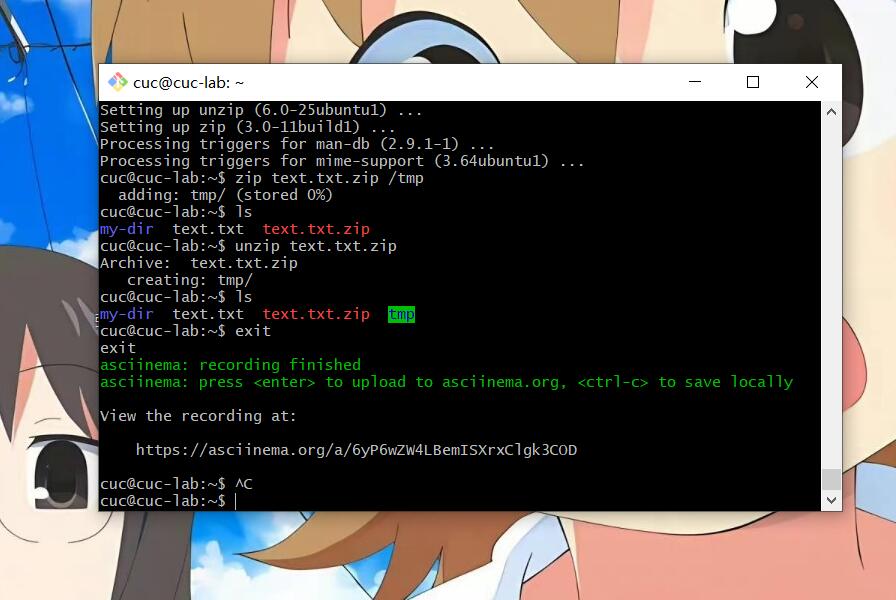 cuc@cuc-lab: ~
Setting up unzip (6.0-25ubuntu1) ...
Setting up zip (3.0-11build1) ...
Processing triggers for man-db (2.9.1-1) ...
Processing triggers for mime-support (3.64ubuntu1) ...
cuc@cuc-lab:~$ zip text.txt.zip /tmp
  adding: tmp/ (stored 0%)
cuc@cuc-lab:~$ ls
my-dir  text.txt  text.txt.zip
cuc@cuc-lab:~$ unzip text.txt.zip
Archive:  text.txt.zip
   creating: tmp/
cuc@cuc-lab:~$ ls
my-dir  text.txt  text.txt.zip  tmp
cuc@cuc-lab:~$ exit
exit
asciinema: recording finished
asciinema: press <enter> to upload to asciinema.org, <ctrl-c> to save locally
View the recording at:
    https://asciinema.org/a/6yP6wZW4LBemISXrxClgk3COD
cuc@cuc-lab:~$ ^C
cuc@cuc-lab:~$